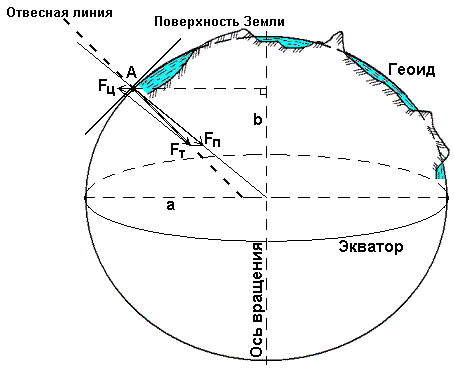 Отвесная линия
Поверхность Земли
Геоид
А
Fц
Fт
Fп
b
a
Экватор
Ось вращения